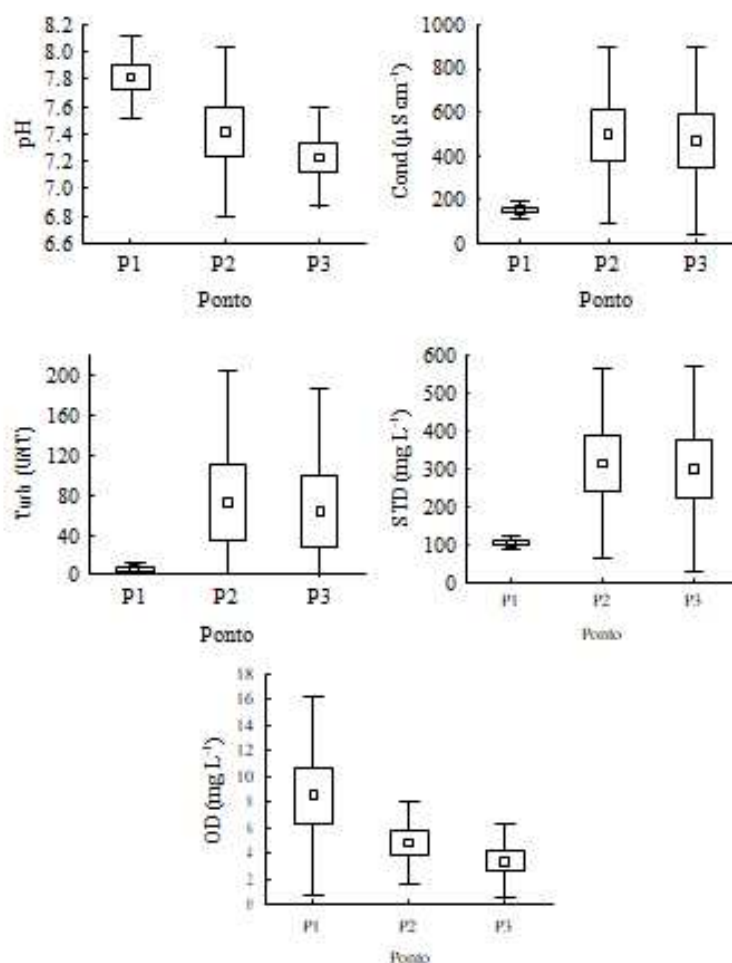 pH
8.2
8.0
7.8
7.6
7.4
7.2
7.0
6.8
6.6
P1 P2 P3
Ponto
Cond (µS cm⁻¹)
1000
800
600
400
200
0
P1 P2 P3
Ponto
Turb (UNT)
200
160
120
80
40
0
P1 P2 P3
Ponto
STD (mg L⁻¹)
600
500
400
300
200
100
0
P1 P2 P3
Ponto
OD (mg L⁻¹)
18
16
14
12
10
8
6
4
2
0
P1 P2 P3
Ponto